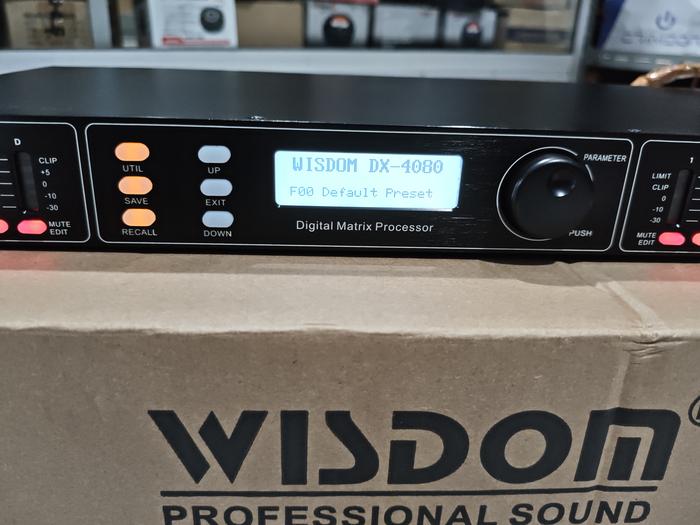 D
CLIP
+5
0
-10
-30
MUTE
EDIT
UTIL
SAVE
RECALL
UP
EXIT
DOWN
WISDOM DX-4080
F00 Default Preset
Digital Matrix Processor
PARAMETER
PUSH
1
LIMIT
CLIP
0
-10
-30
MUTE
EDIT
WISDOM
PROFESSIONAL SOUND